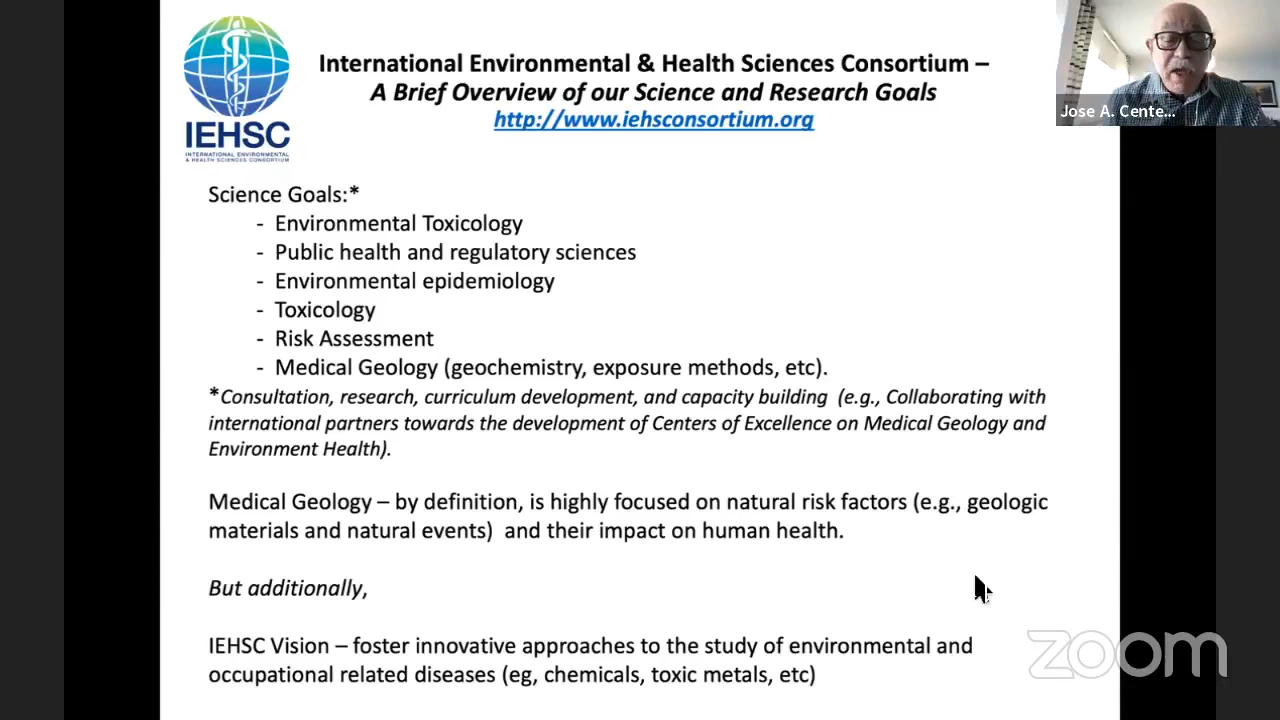 International Environmental & Health Sciences Consortium –
A Brief Overview of our Science and Research Goals
http://www.iehsconsortium.org
IEHSC
INTERNATIONAL ENVIRONMENTAL
& HEALTH SCIENCES CONSORTIUM
Jose A. Cente...
Science Goals:*
- Environmental Toxicology
- Public health and regulatory sciences
- Environmental epidemiology
- Toxicology
- Risk Assessment
- Medical Geology (geochemistry, exposure methods, etc).
*Consultation, research, curriculum development, and capacity building (e.g., Collaborating with
international partners towards the development of Centers of Excellence on Medical Geology and
Environment Health).
Medical Geology – by definition, is highly focused on natural risk factors (e.g., geologic
materials and natural events) and their impact on human health.
But additionally,
IEHSC Vision – foster innovative approaches to the study of environmental and
occupational related diseases (eg, chemicals, toxic metals, etc)
zoom